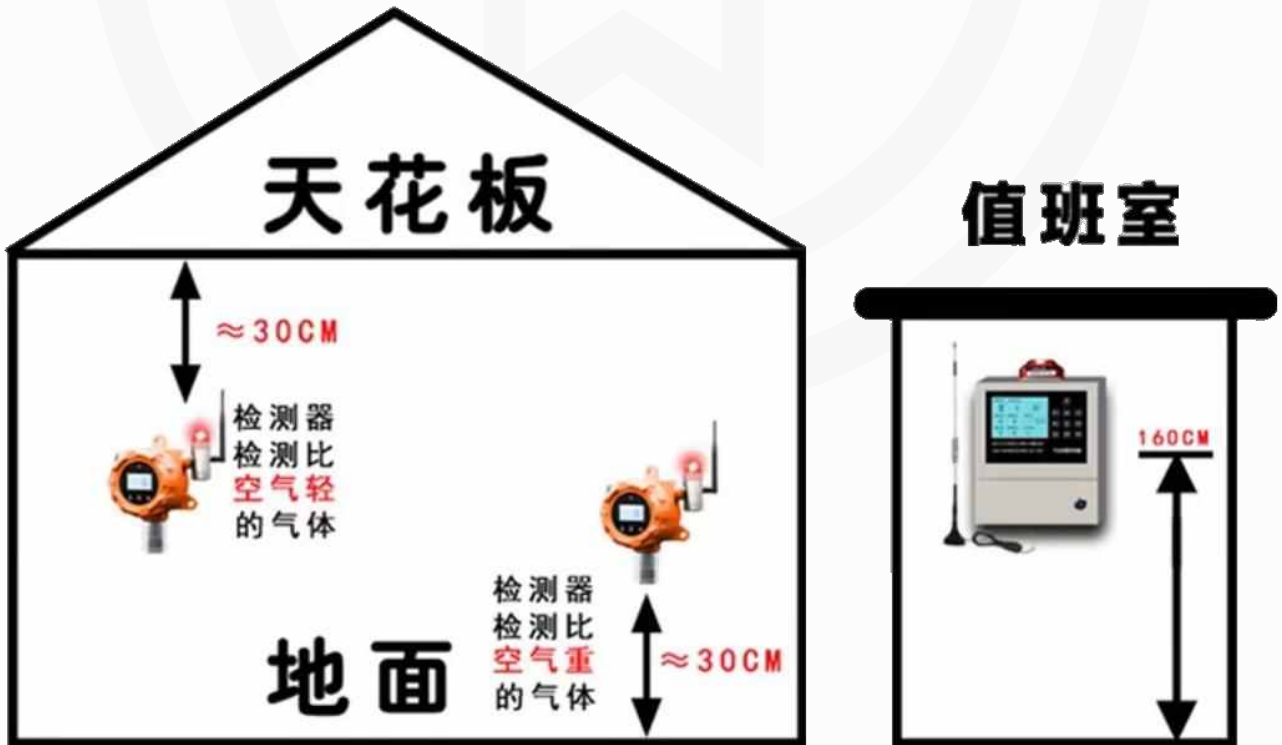 天花板
值班室
≈30CM
检测器
检测比
空气轻
的气体
160CM
检测器
检测比
空气重
的气体
地面
≈30CM